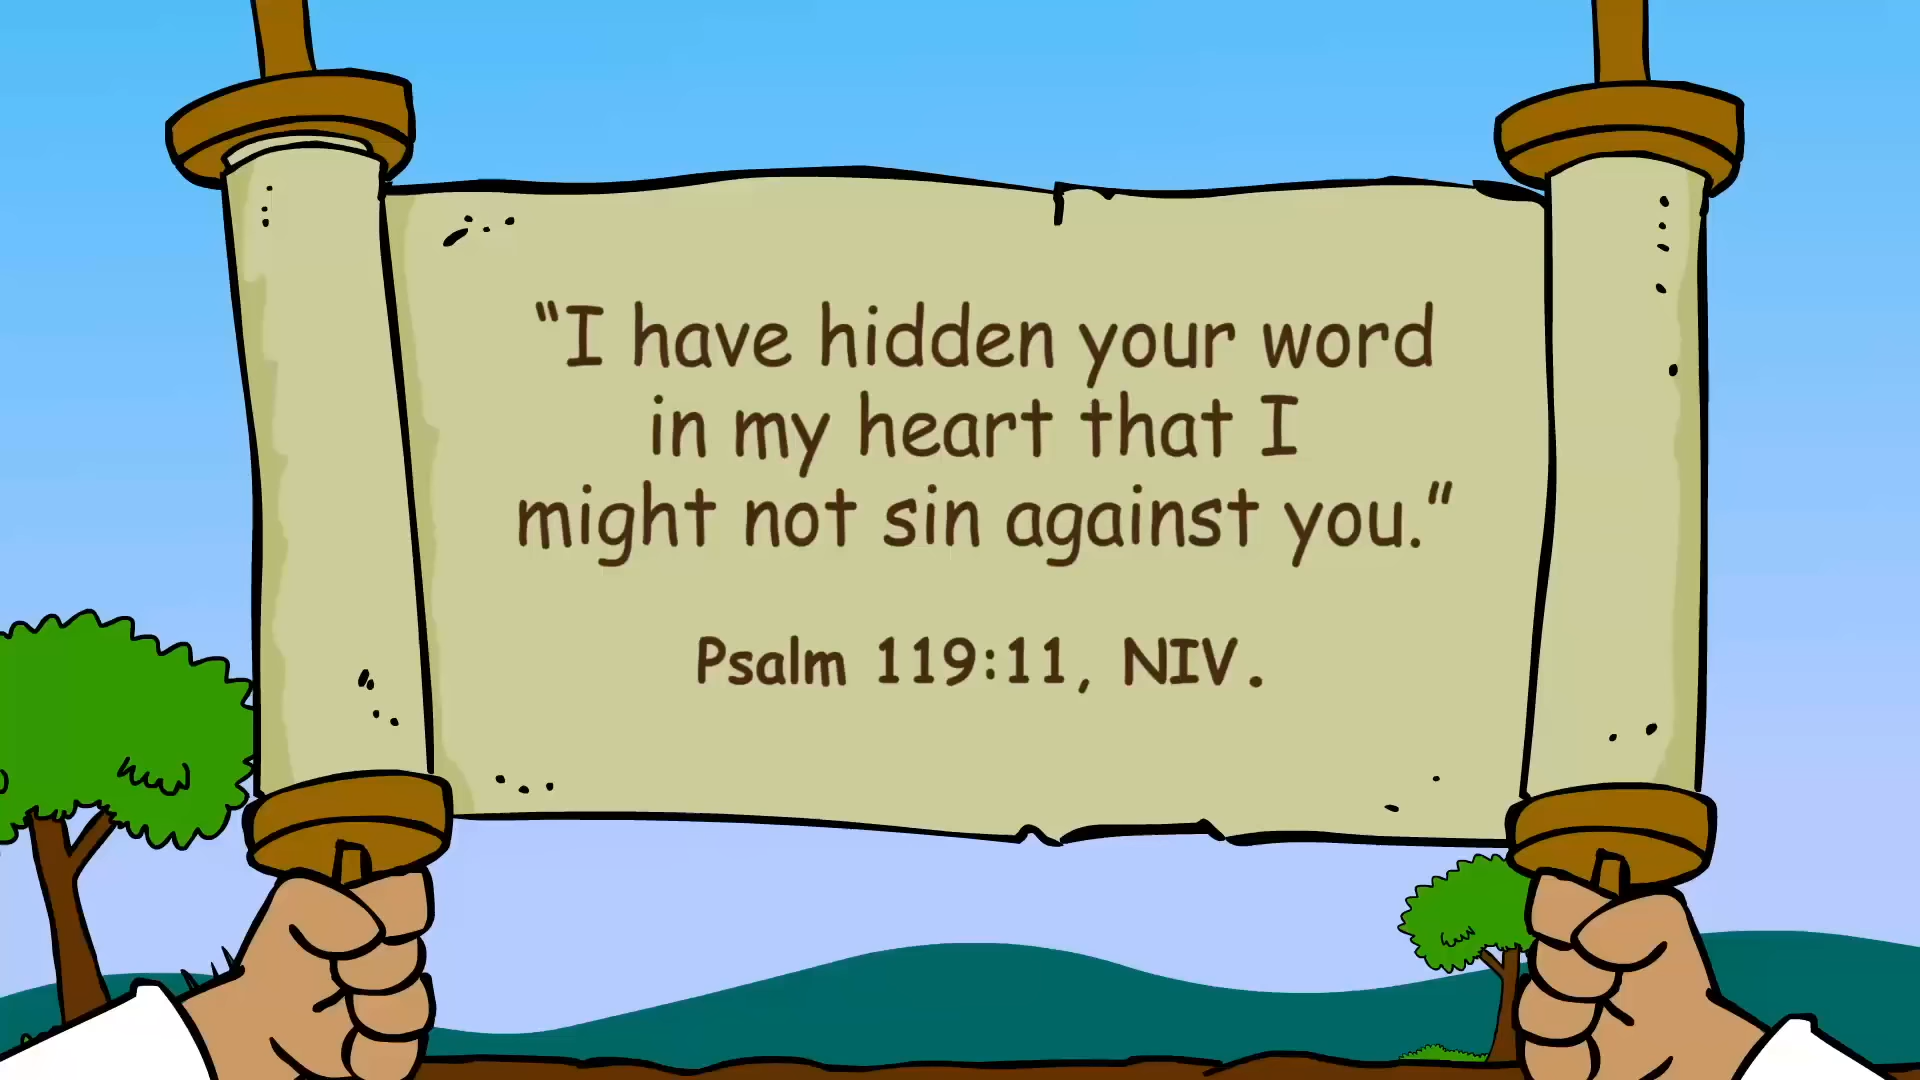 “I have hidden your word
in my heart that I
might not sin against you.”
Psalm 119:11, NIV.